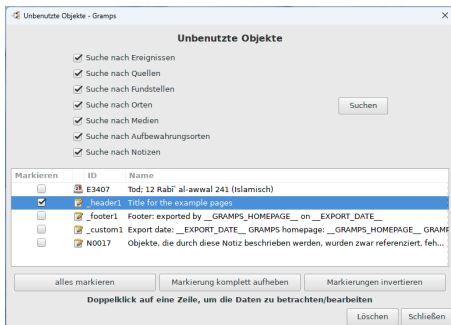 Unbenutzte Objekte - Gramps
Unbenutzte Objekte
Suche nach Ereignissen
Suche nach Quellen
Suche nach Fundstellen
Suche nach Orten
Suchen
Suche nach Medien
Suche nach Aufbewahrungsorten
Suche nach Notizen
Markieren ID Name
E3407 Tod; 12 Rabi` al-awwal 241 (Islamisch)
_header1 Title for the example pages
_footer1 Footer: exported by __GRAMPS_HOMEPAGE__ on __EXPORT_DATE__
_custom1 Export date: __EXPORT_DATE__ GRAMPS homepage: __GRAMPS_HOMEPAGE__ GRAMP
N0017 Objekte, die durch diese Notiz beschrieben werden, wurden zwar referenziert, feh...
alles markieren Markierung komplett aufheben Markierungen invertieren
Doppelklick auf eine Zeile, um die Daten zu betrachten/bearbeiten
Löschen Schließen